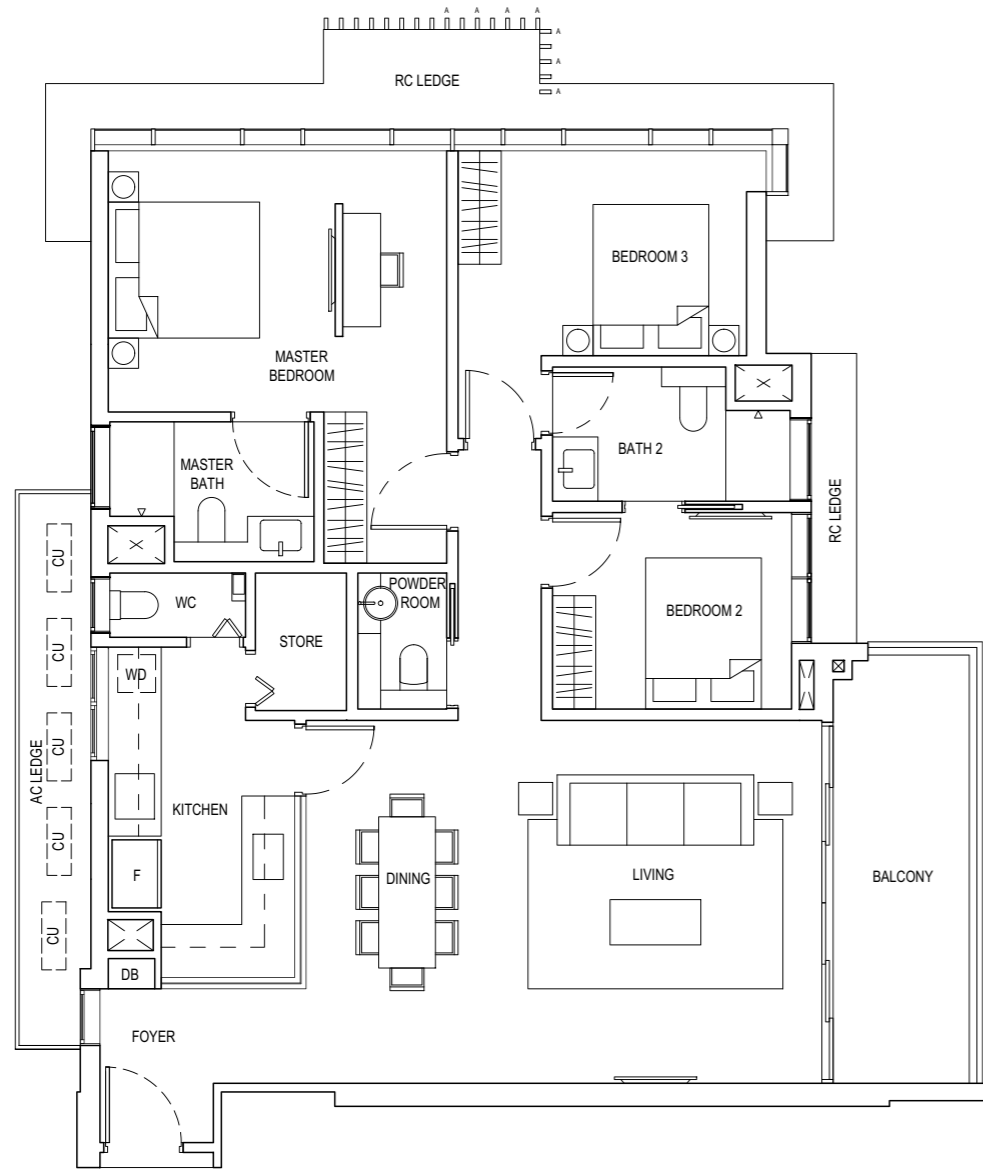 A A A A
A
A
A
RC LEDGE
BEDROOM 3
MASTER
BEDROOM
X
MASTER
BATH
BATH 2
RC LEDGE
CU
X
WC
POWDER
ROOM
BEDROOM 2
STORE
CU
WD
CU
AC LEDGE
KITCHEN
CU
F
DINING
LIVING
BALCONY
CU
DB
FOYER